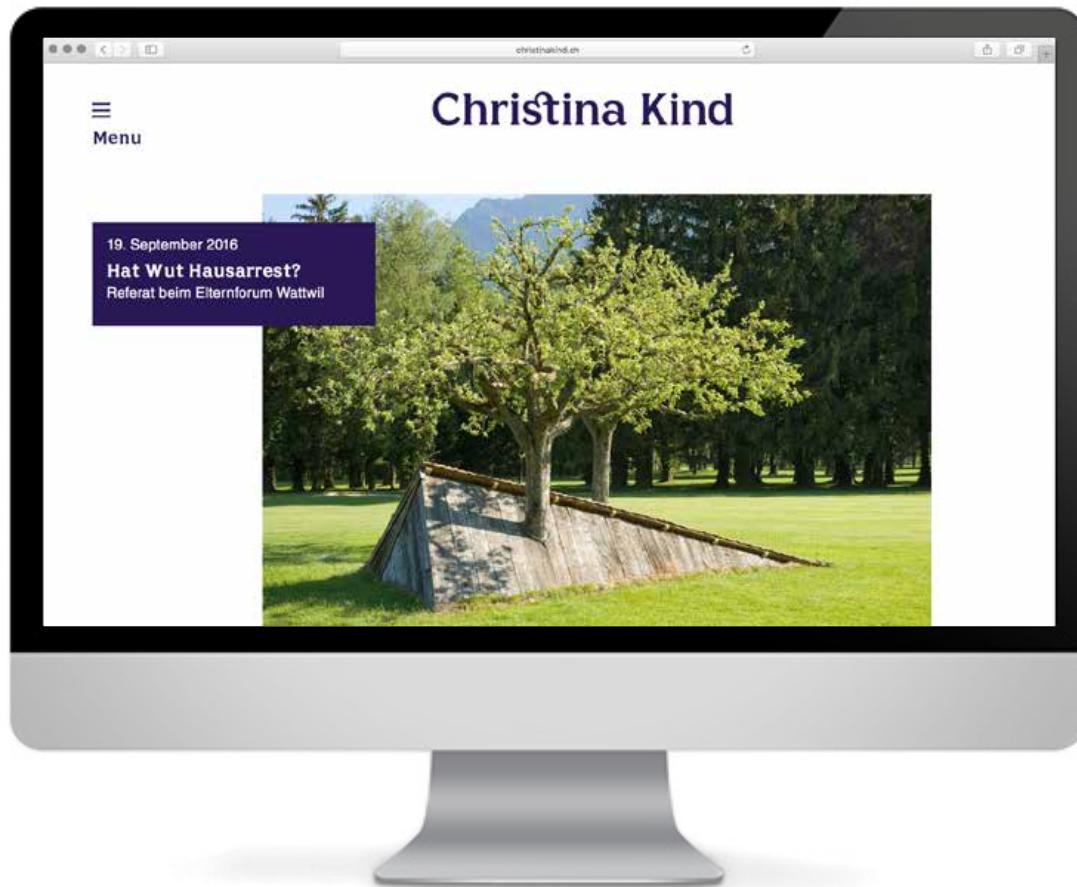 christinakind.ch
Christina Kind
Menu
19. September 2016
Hat Wut Hausarrest?
Referat beim Elternforum Wattwil